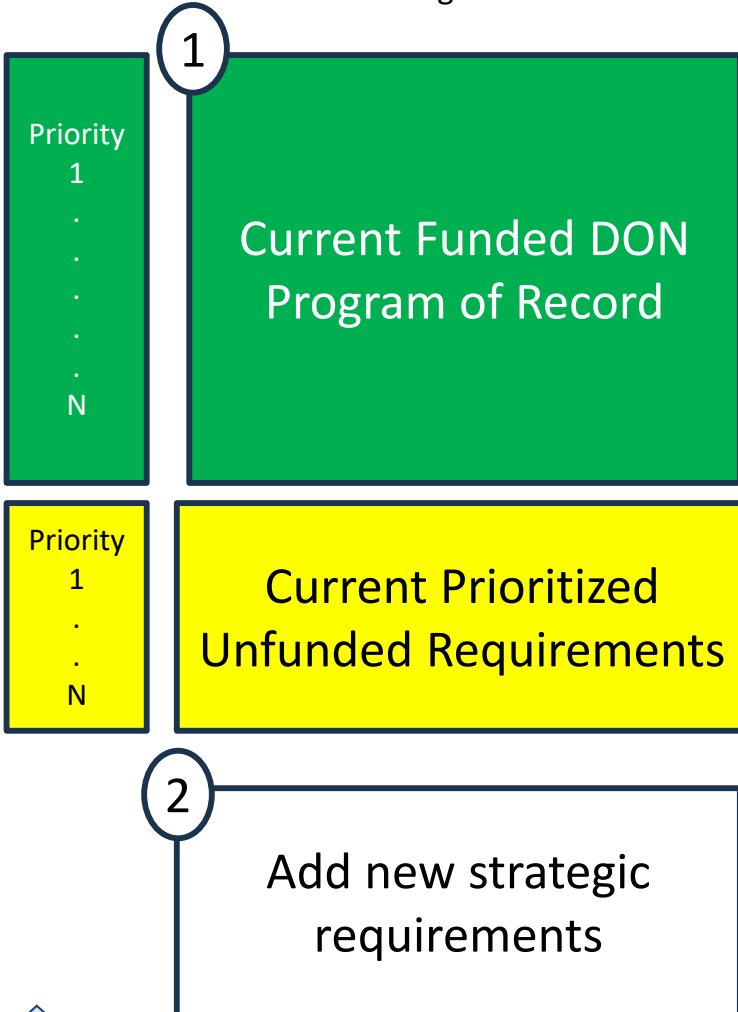 1
Priority
1
.
.
.
.
.
N
Current Funded DON
Program of Record
Priority
1
.
.
N
Current Prioritized
Unfunded Requirements
2
Add new strategic
requirements